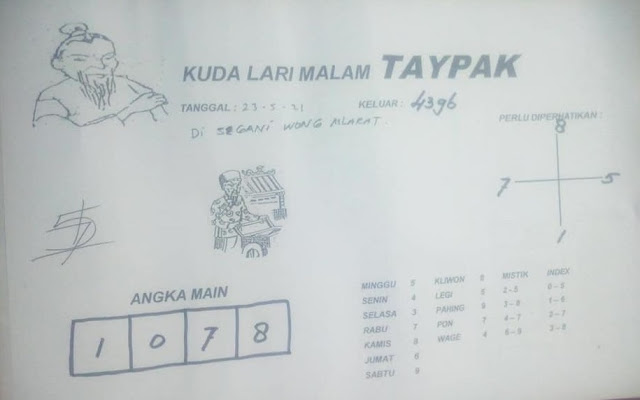 KUDA LARI MALAM TAYPAK
TANGGAL : 23-5-21 KELUAR : 4396
Di SEGANI WONG MLARAT.
PERLU DIPERHATIKAN :
8
7 5
1
ANGKA MAIN
1 0 7 8
MINGGU 5 KLIWON 8 MISTIK INDEX
SENIN 4 LEGI 5 2-5 0-5
SELASA 3 PAHING 9 3-8 1-6
RABU 7 PON 7 4-7 2-7
KAMIS 8 WAGE 4 6-9 3-8
JUMAT 6
SABTU 9